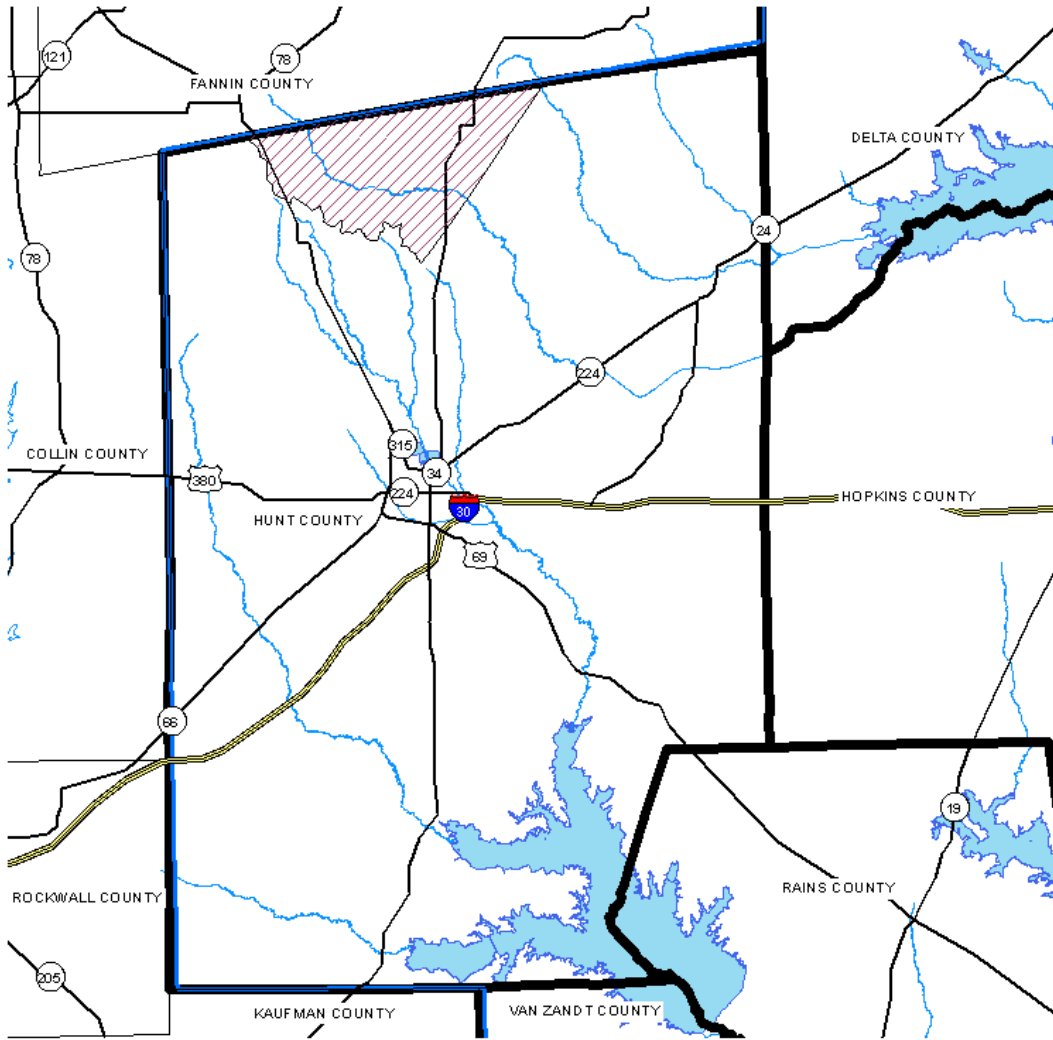 121
78
FANNIN COUNTY
DELTA COUNTY
24
78
224
315
COLLIN COUNTY
34
380
224
HOPKINS COUNTY
30
HUNT COUNTY
69
66
19
RAINS COUNTY
ROCKWALL COUNTY
205
KAUFMAN COUNTY
VAN ZANDT COUNTY